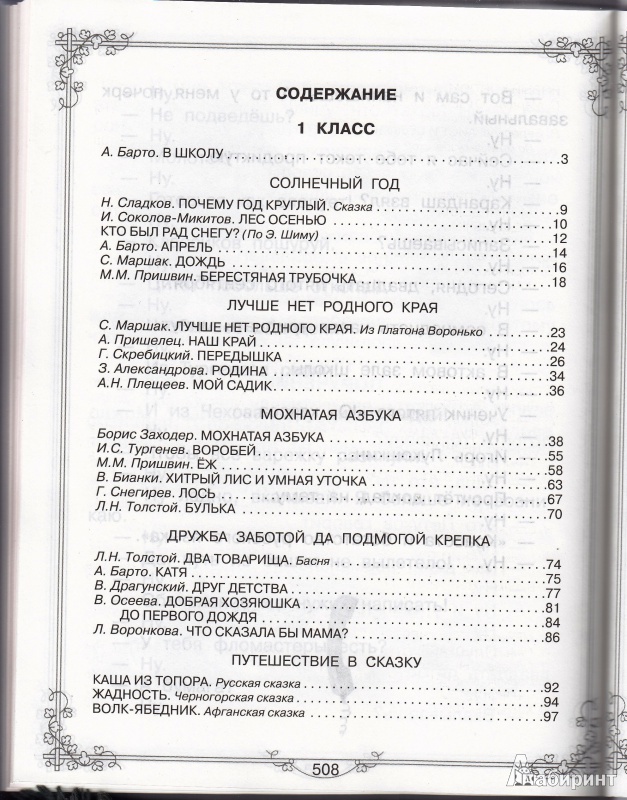 СОДЕРЖАНИЕ
1 КЛАСС
А. Барто. В ШКОЛУ 3
СОЛНЕЧНЫЙ ГОД
Н. Сладков. ПОЧЕМУ ГОД КРУГЛЫЙ. Сказка 9
И. Соколов-Микитов. ЛЕС ОСЕНЬЮ 10
КТО БЫЛ РАД СНЕГУ? (По Э. Шиму) 12
А. Барто. АПРЕЛЬ 14
С. Маршак. ДОЖДЬ 16
М.М. Пришвин. БЕРЕСТЯНАЯ ТРУБОЧКА 18
ЛУЧШЕ НЕТ РОДНОГО КРАЯ
С. Маршак. ЛУЧШЕ НЕТ РОДНОГО КРАЯ. Из Платона Воронько 23
А. Пришелец. НАШ КРАЙ 24
Г. Скребицкий. ПЕРЕДЫШКА 26
З. Александрова. РОДИНА 34
А.Н. Плещеев. МОЙ САДИК 36
МОХНАТАЯ АЗБУКА
Борис Заходер. МОХНАТАЯ АЗБУКА 38
И.С. Тургенев. ВОРОБЕЙ 55
М.М. Пришвин. ЁЖ 58
В. Бианки. ХИТРЫЙ ЛИС И УМНАЯ УТОЧКА 63
Г. Снегирев. ЛОСЬ 67
Л.Н. Толстой. БУЛЬКА 70
ДРУЖБА ЗАБОТОЙ ДА ПОДМОГОЙ КРЕПКА
Л.Н. Толстой. ДВА ТОВАРИЩА. Басня 74
А. Барто. КАТЯ 75
В. Драгунский. ДРУГ ДЕТСТВА 77
В. Осеева. ДОБРАЯ ХОЗЯЮШКА 81
ДО ПЕРВОГО ДОЖДЯ 84
Л. Воронкова. ЧТО СКАЗАЛА БЫ МАМА? 86
ПУТЕШЕСТВИЕ В СКАЗКУ
КАША ИЗ ТОПОРА. Русская сказка 92
ЖАДНОСТЬ. Черногорская сказка 94
ВОЛК-ЯБЕДНИК. Афганская сказка 97
508
Лабиринт